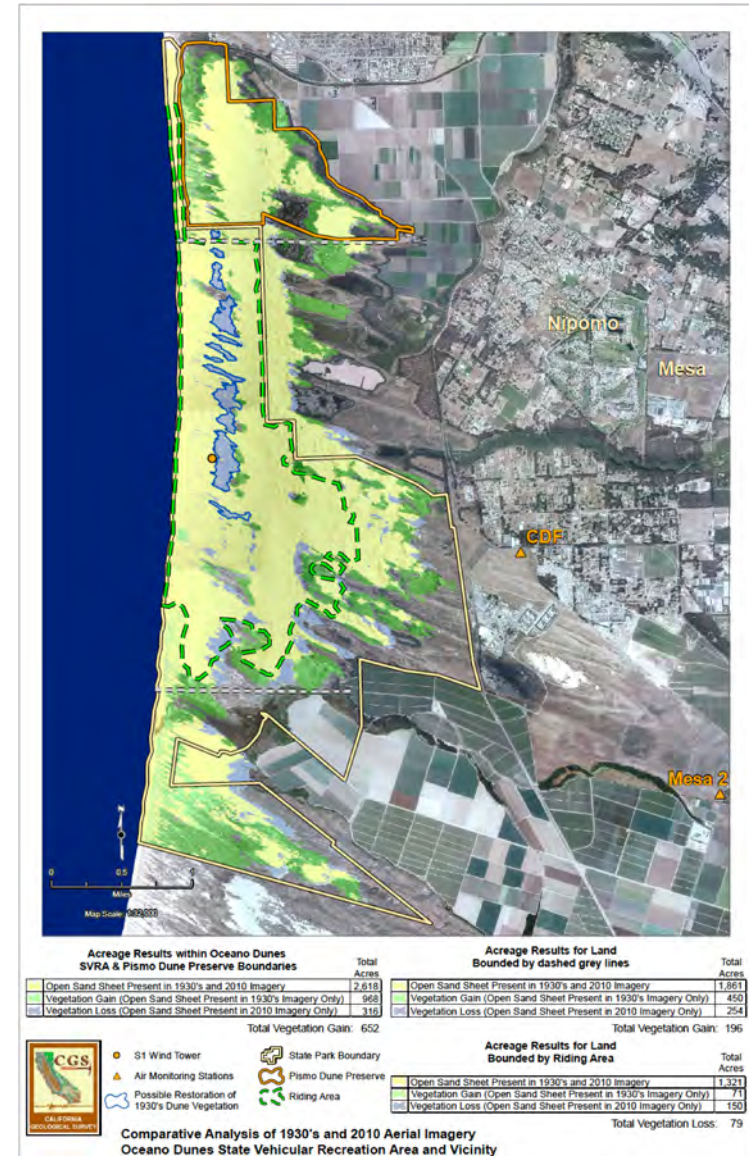 Nipomo
Mesa
CDF
Mesa 2
N
0 0.5 1
Miles
Map Scale: 1:32,000
Acreage Results within Oceano Dunes
SVRA & Pismo Dune Preserve Boundaries
Total
Acres
Open Sand Sheet Present in 1930's and 2010 Imagery 2,618
Vegetation Gain (Open Sand Sheet Present in 1930's Imagery Only) 968
Vegetation Loss (Open Sand Sheet Present in 2010 Imagery Only) 316
Total Vegetation Gain: 652
Acreage Results for Land
Bounded by dashed grey lines
Total
Acres
Open Sand Sheet Present in 1930's and 2010 Imagery 1,861
Vegetation Gain (Open Sand Sheet Present in 1930's Imagery Only) 450
Vegetation Loss (Open Sand Sheet Present in 2010 Imagery Only) 254
Total Vegetation Gain: 196
Acreage Results for Land
Bounded by Riding Area
Total
Acres
Open Sand Sheet Present in 1930's and 2010 Imagery 1,321
Vegetation Gain (Open Sand Sheet Present in 1930's Imagery Only) 71
Vegetation Loss (Open Sand Sheet Present in 2010 Imagery Only) 150
Total Vegetation Loss: 79
CGS
CALIFORNIA
GEOLOGICAL SURVEY
S1 Wind Tower
Air Monitoring Stations
Possible Restoration of
1930's Dune Vegetation
State Park Boundary
Pismo Dune Preserve
Riding Area
Comparative Analysis of 1930's and 2010 Aerial Imagery
Oceano Dunes State Vehicular Recreation Area and Vicinity